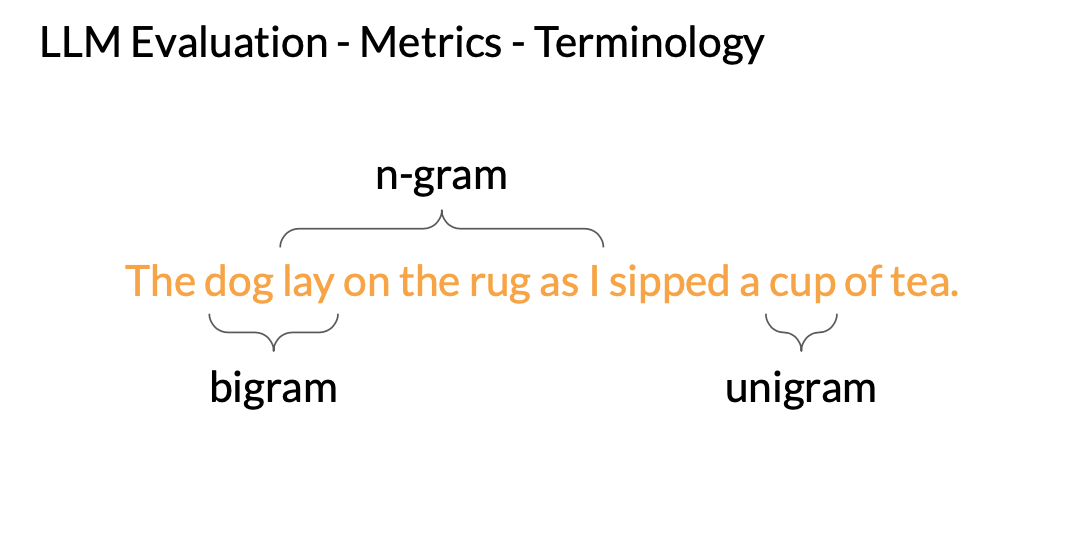 LLM Evaluation - Metrics - Terminology
n-gram
The dog lay on the rug as I sipped a cup of tea.
bigram
unigram